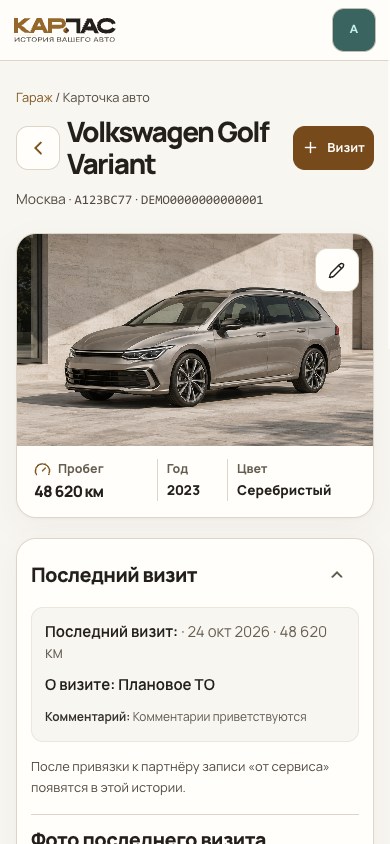 КАРПАС
ИСТОРИЯ ВАШЕГО АВТО
А
Гараж / Карточка авто
Volkswagen Golf
Variant
Визит
Москва · А123ВС77 · DEMO0000000000001
Пробег
48 620 км
Год
2023
Цвет
Серебристый
Последний визит
Последний визит: · 24 окт 2026 · 48 620
км
О визите: Плановое ТО
Комментарий: Комментарии приветствуются
После привязки к партнёру записи «от сервиса»
появятся в этой истории.
Фото последнего визита